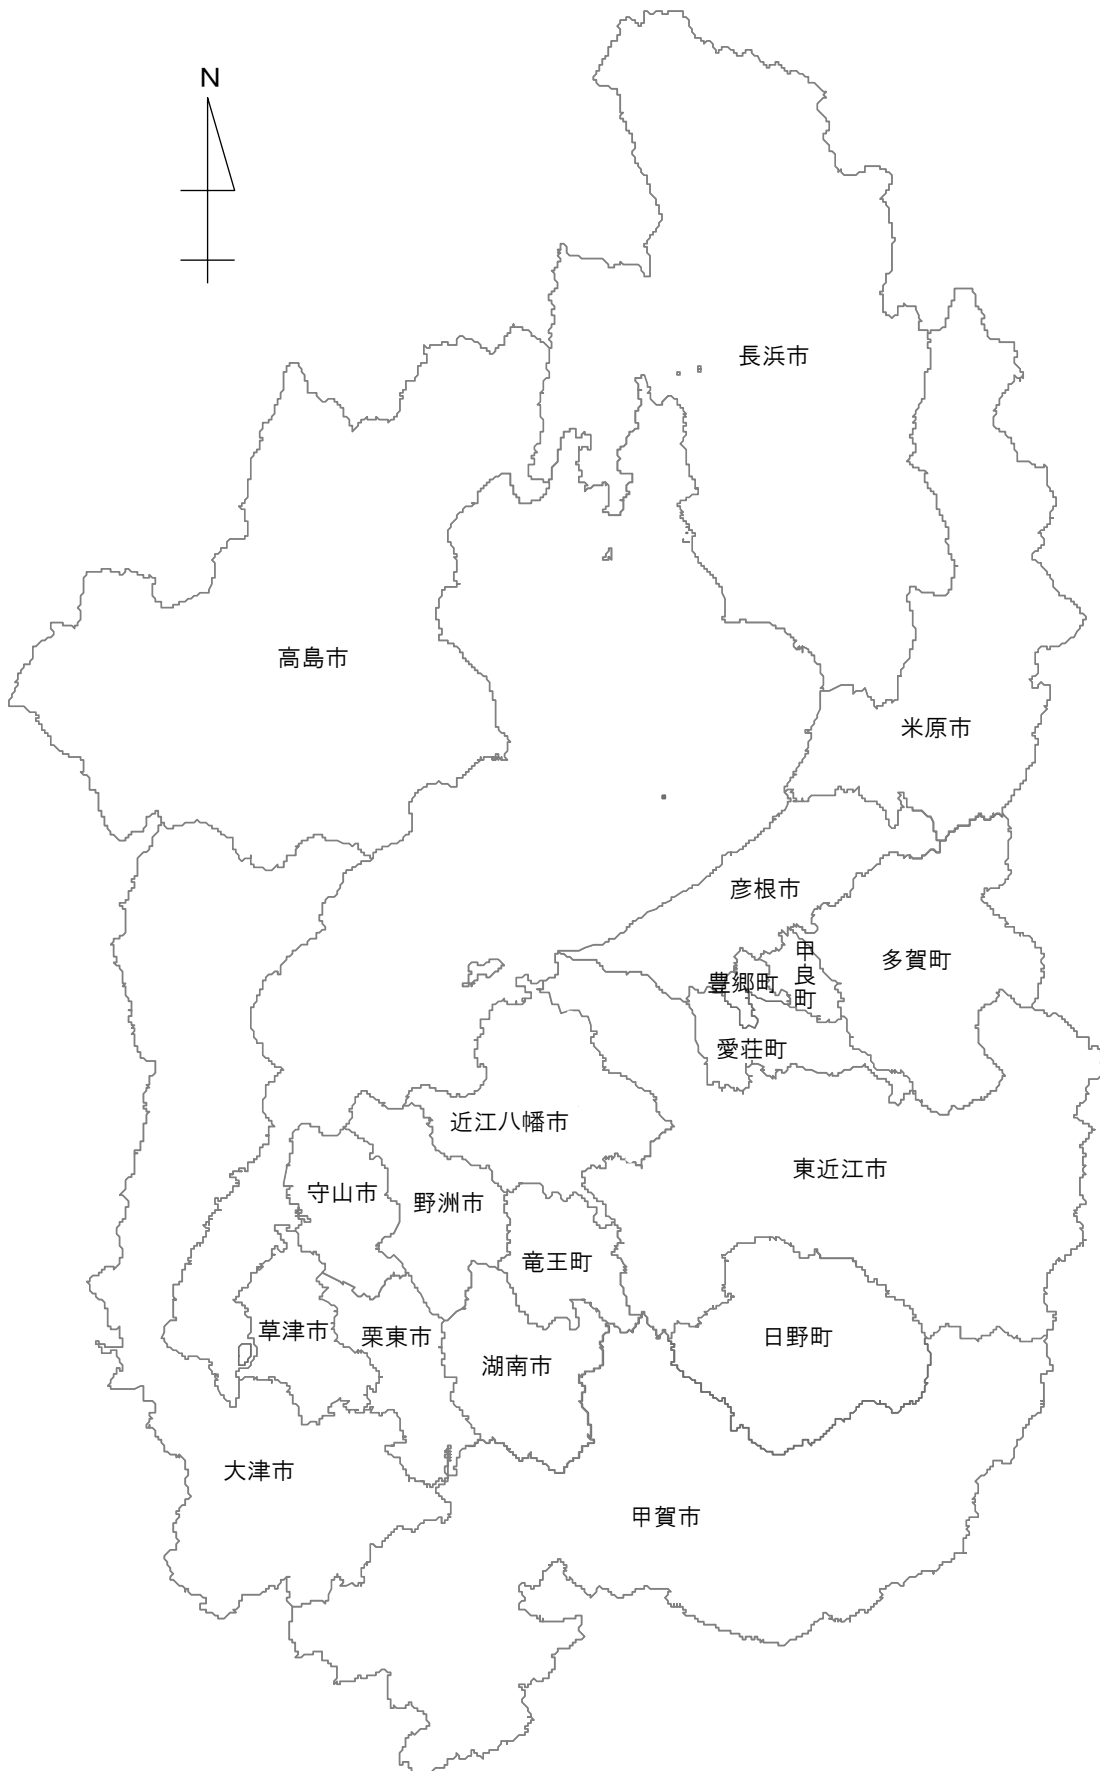 N
長浜市
高島市
米原市
彦根市
甲良町
多賀町
豊郷町
愛荘町
近江八幡市
東近江市
守山市
野洲市
竜王町
草津市
栗東市
日野町
湖南市
大津市
甲賀市